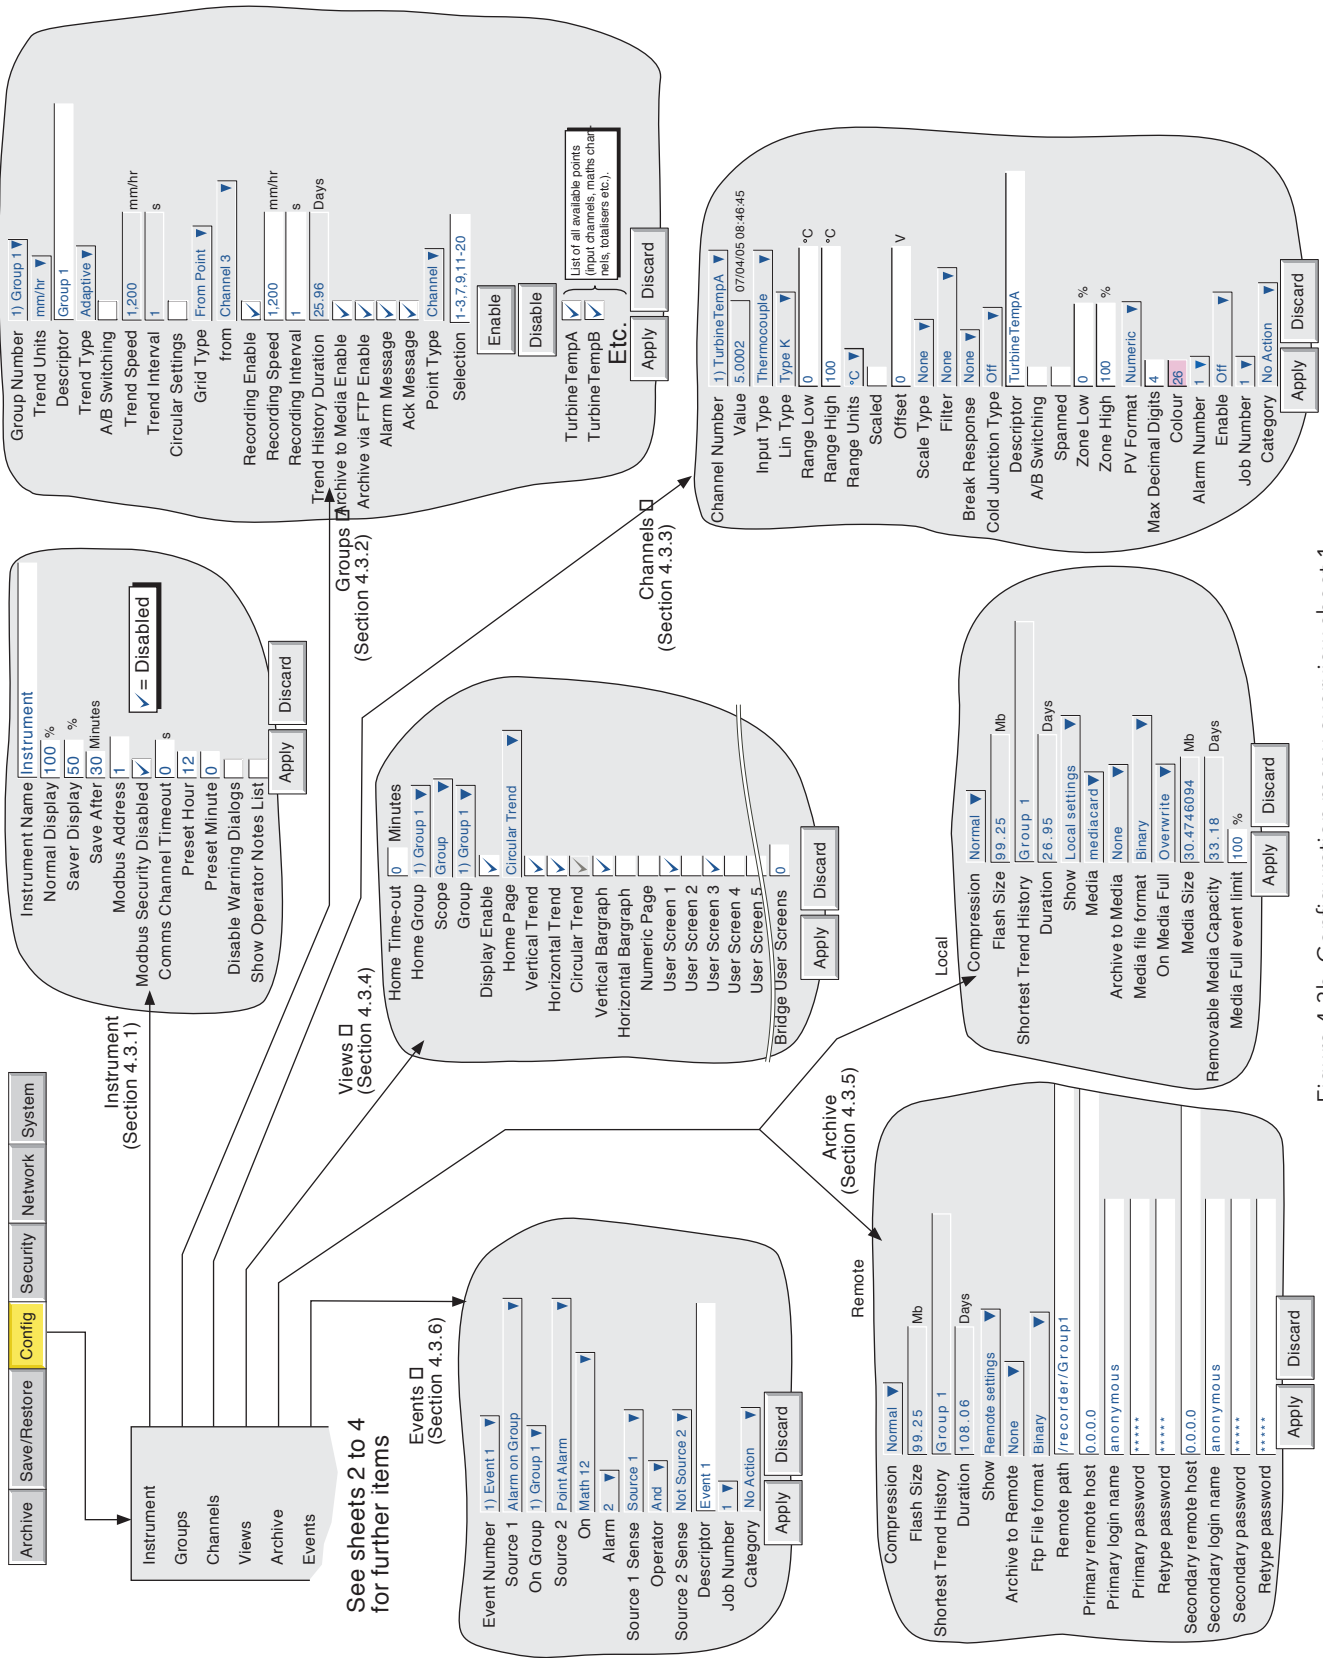 Archive Save/Restore Config Security Network System
Instrument
Groups
Channels
Views
Archive
Events
See sheets 2 to 4
for further items
Instrument
(Section 4.3.1)
Instrument Name Instrument
Normal Display 100 %
Saver Display 50 %
Save After 30 Minutes
Modbus Address 1
Modbus Security Disabled
✓ = Disabled
Comms Channel Timeout 0 s
Preset Hour 12
Preset Minute 0
Disable Warning Dialogs
Show Operator Notes List
Apply Discard
Groups
(Section 4.3.2)
Group Number 1) Group 1
Trend Units mm/hr
Descriptor Group 1
Trend Type Adaptive
A/B Switching
Trend Speed 1,200 mm/hr
Trend Interval 1 s
Circular Settings
Grid Type From Point
from Channel 3
Recording Enable
Recording Speed 1,200 mm/hr
Recording Interval 1 s
Trend History Duration 25.96 Days
Archive to Media Enable
Archive via FTP Enable
Alarm Message
Ack Message
Point Type Channel
Selection 1-3,7,9,11-20
Enable
Disable
TurbineTempA
TurbineTempB
Etc.
List of all available points
(input channels, maths chan-
nels, totalisers etc.).
Apply Discard
Channels
(Section 4.3.3)
Channel Number 1) TurbineTempA
Value 5.0002 07/04/05 08:46:45
Input Type Thermocouple
Lin Type Type K
Range Low 0 °C
Range High 100 °C
Range Units °C
Scaled
Offset 0 V
Scale Type None
Filter None
Break Response None
Cold Junction Type Off
Descriptor TurbineTempA
A/B Switching
Spanned
Zone Low 0 %
Zone High 100 %
PV Format Numeric
Max Decimal Digits 4
Colour 26
Alarm Number 1
Enable Off
Job Number 1
Category No Action
Apply Discard
Views
(Section 4.3.4)
Home Time-out 0 Minutes
Home Group 1) Group 1
Scope Group
Group 1) Group 1
Display Enable
Home Page Circular Trend
Vertical Trend
Horizontal Trend
Circular Trend
Vertical Bargraph
Horizontal Bargraph
Numeric Page
User Screen 1
User Screen 2
User Screen 3
User Screen 4
User Screen 5
Bridge User Screens 0
Apply Discard
Archive
(Section 4.3.5)
Local
Compression Normal
Flash Size 99.25 Mb
Shortest Trend History Group 1
Duration 26.95 Days
Show Local settings
Media mediacard
Archive to Media None
Media file format Binary
On Media Full Overwrite
Media Size 30.4746094 Mb
Removable Media Capacity 33.18 Days
Media Full event limit 100 %
Apply Discard
Remote
Compression Normal
Flash Size 99.25 Mb
Shortest Trend History Group 1
Duration 108.06 Days
Show Remote settings
Archive to Remote None
Ftp File format Binary
Remote path /recorder/Group1
Primary remote host 0.0.0.0
Primary login name anonymous
Primary password ****
Retype password ****
Secondary remote host 0.0.0.0
Secondary login name anonymous
Secondary password *****
Retype password *****
Apply Discard
Events
(Section 4.3.6)
Event Number 1) Event 1
Source 1 Alarm on Group
On Group 1) Group 1
Source 2 Point Alarm
On Math 12
Alarm 2
Source 1 Sense Source 1
Operator And
Source 2 Sense Not Source 2
Descriptor Event 1
Job Number 1
Category No Action
Apply Discard